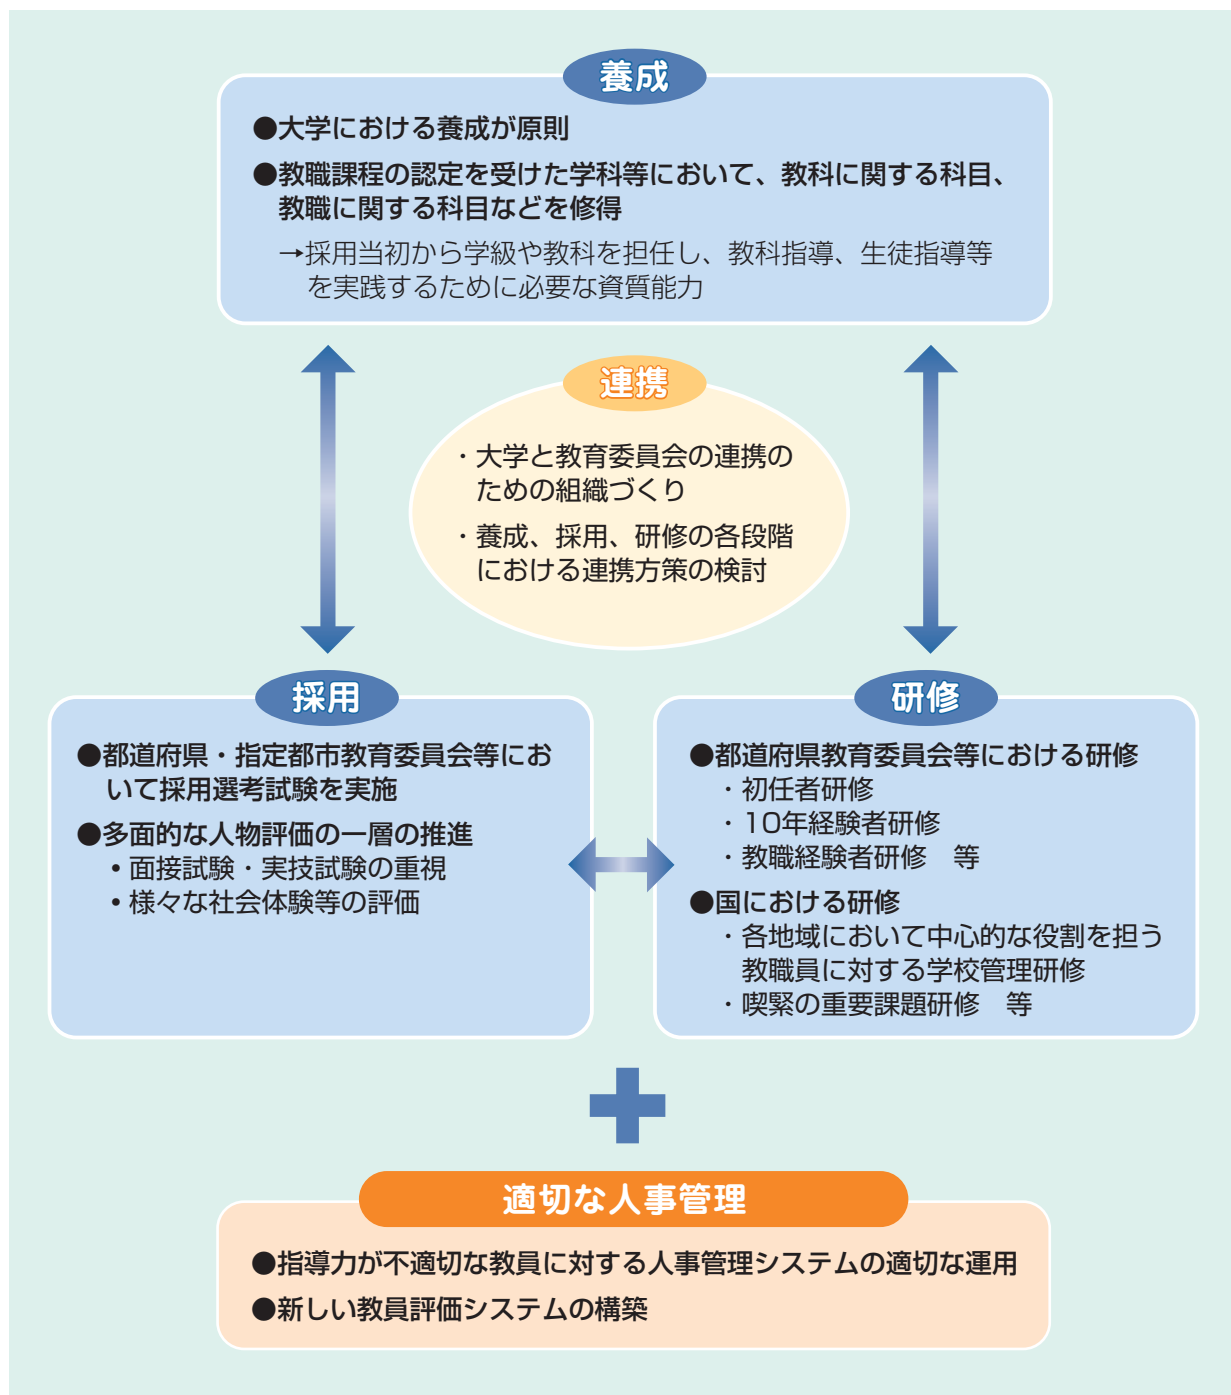 養成
●大学における養成が原則
●教職課程の認定を受けた学科等において、教科に関する科目、
教職に関する科目などを修得
→採用当初から学級や教科を担任し、教科指導、生徒指導等
を実践するために必要な資質能力
連携
・大学と教育委員会の連携の
ための組織づくり
・養成、採用、研修の各段階
における連携方策の検討
採用
●都道府県・指定都市教育委員会等にお
いて採用選考試験を実施
●多面的な人物評価の一層の推進
•面接試験・実技試験の重視
•様々な社会体験等の評価
研修
●都道府県教育委員会等における研修
・初任者研修
・10年経験者研修
・教職経験者研修　等
●国における研修
・各地域において中心的な役割を担う
教職員に対する学校管理研修
・喫緊の重要課題研修　等
適切な人事管理
●指導力が不適切な教員に対する人事管理システムの適切な運用
●新しい教員評価システムの構築